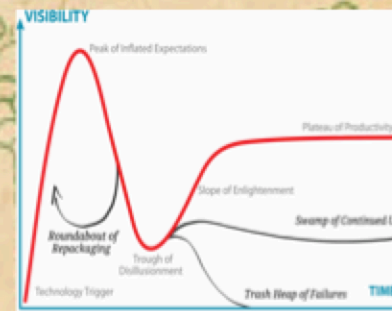 VISIBILITY
Peak of Inflated Expectations
Plateau of Productivity
Slope of Enlightenment
Swamp of Continued U
Roundabout of
Repackaging
Trough of
Disillusionment
Technology Trigger
Trash Heap of Failures
TIME